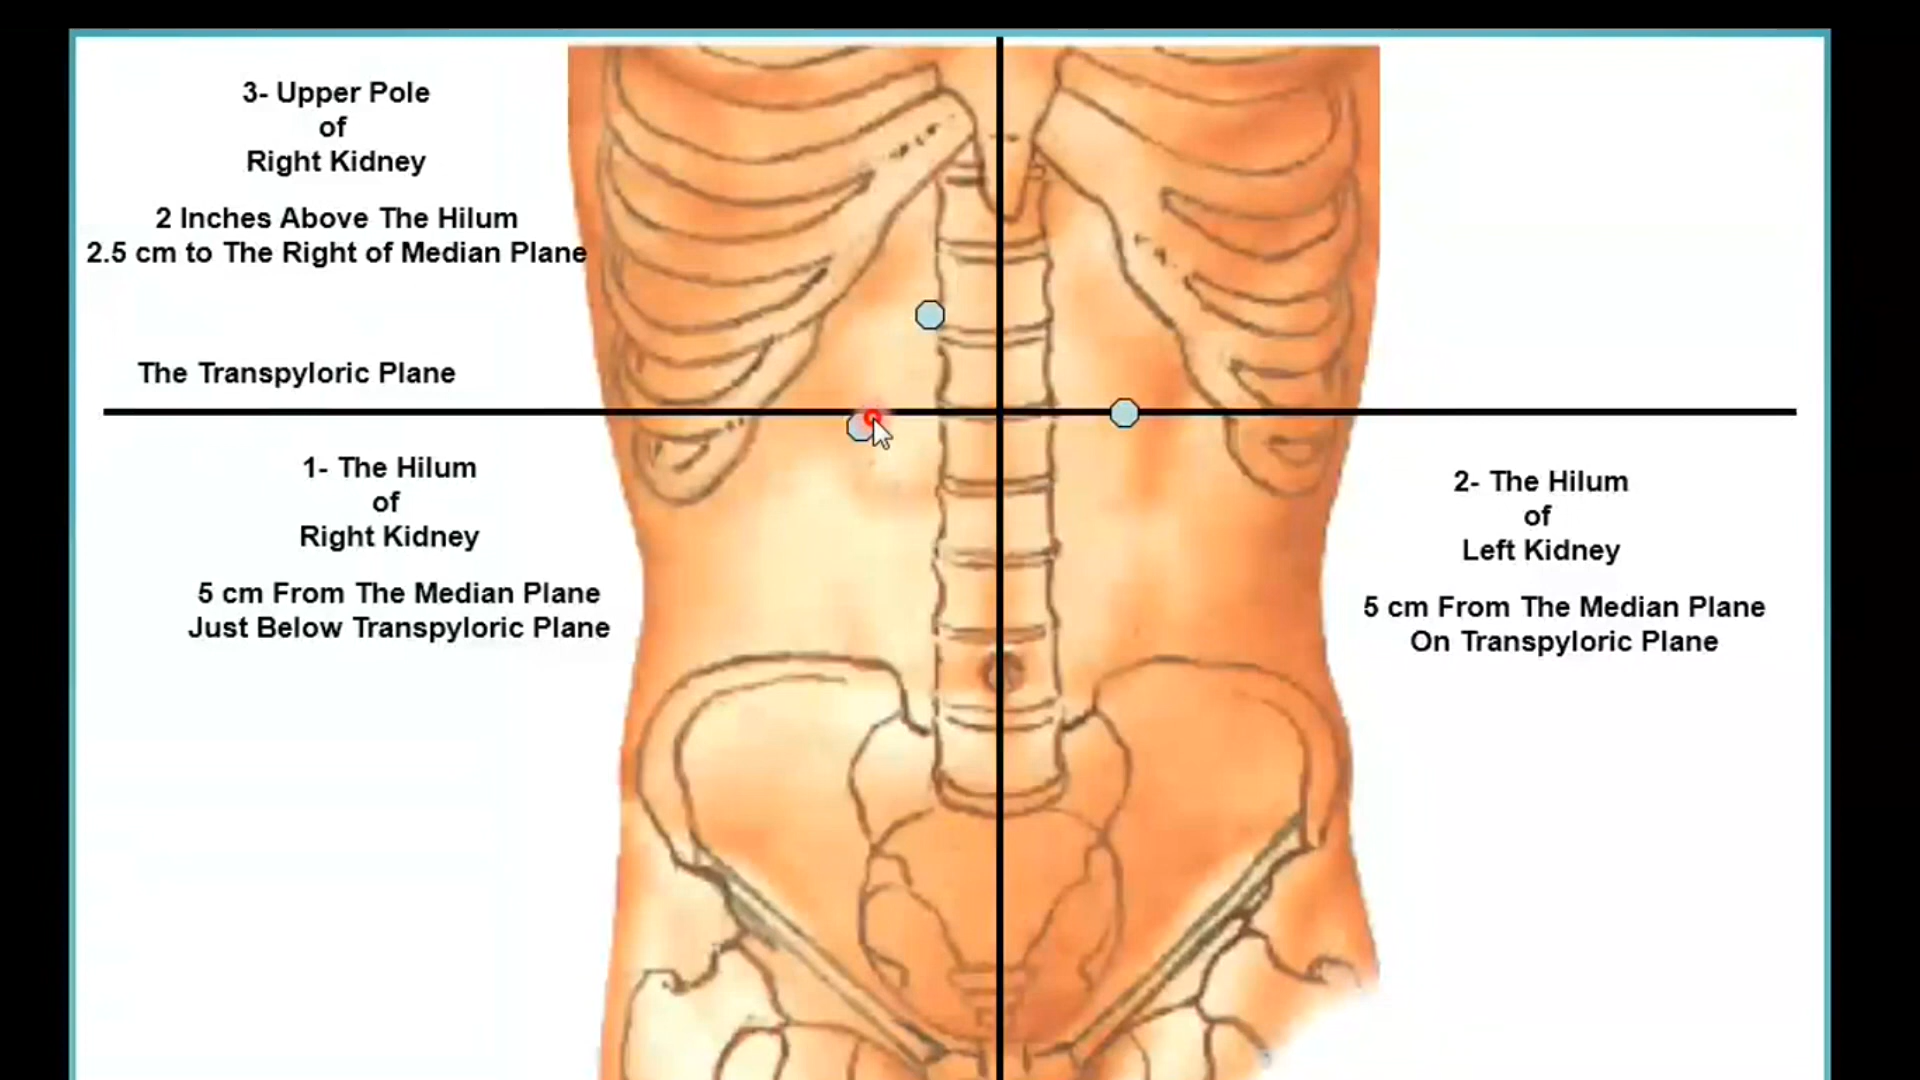 3- Upper Pole
of
Right Kidney
2 Inches Above The Hilum
2.5 cm to The Right of Median Plane
The Transpyloric Plane
1- The Hilum
of
Right Kidney
5 cm From The Median Plane
Just Below Transpyloric Plane
2- The Hilum
of
Left Kidney
5 cm From The Median Plane
On Transpyloric Plane